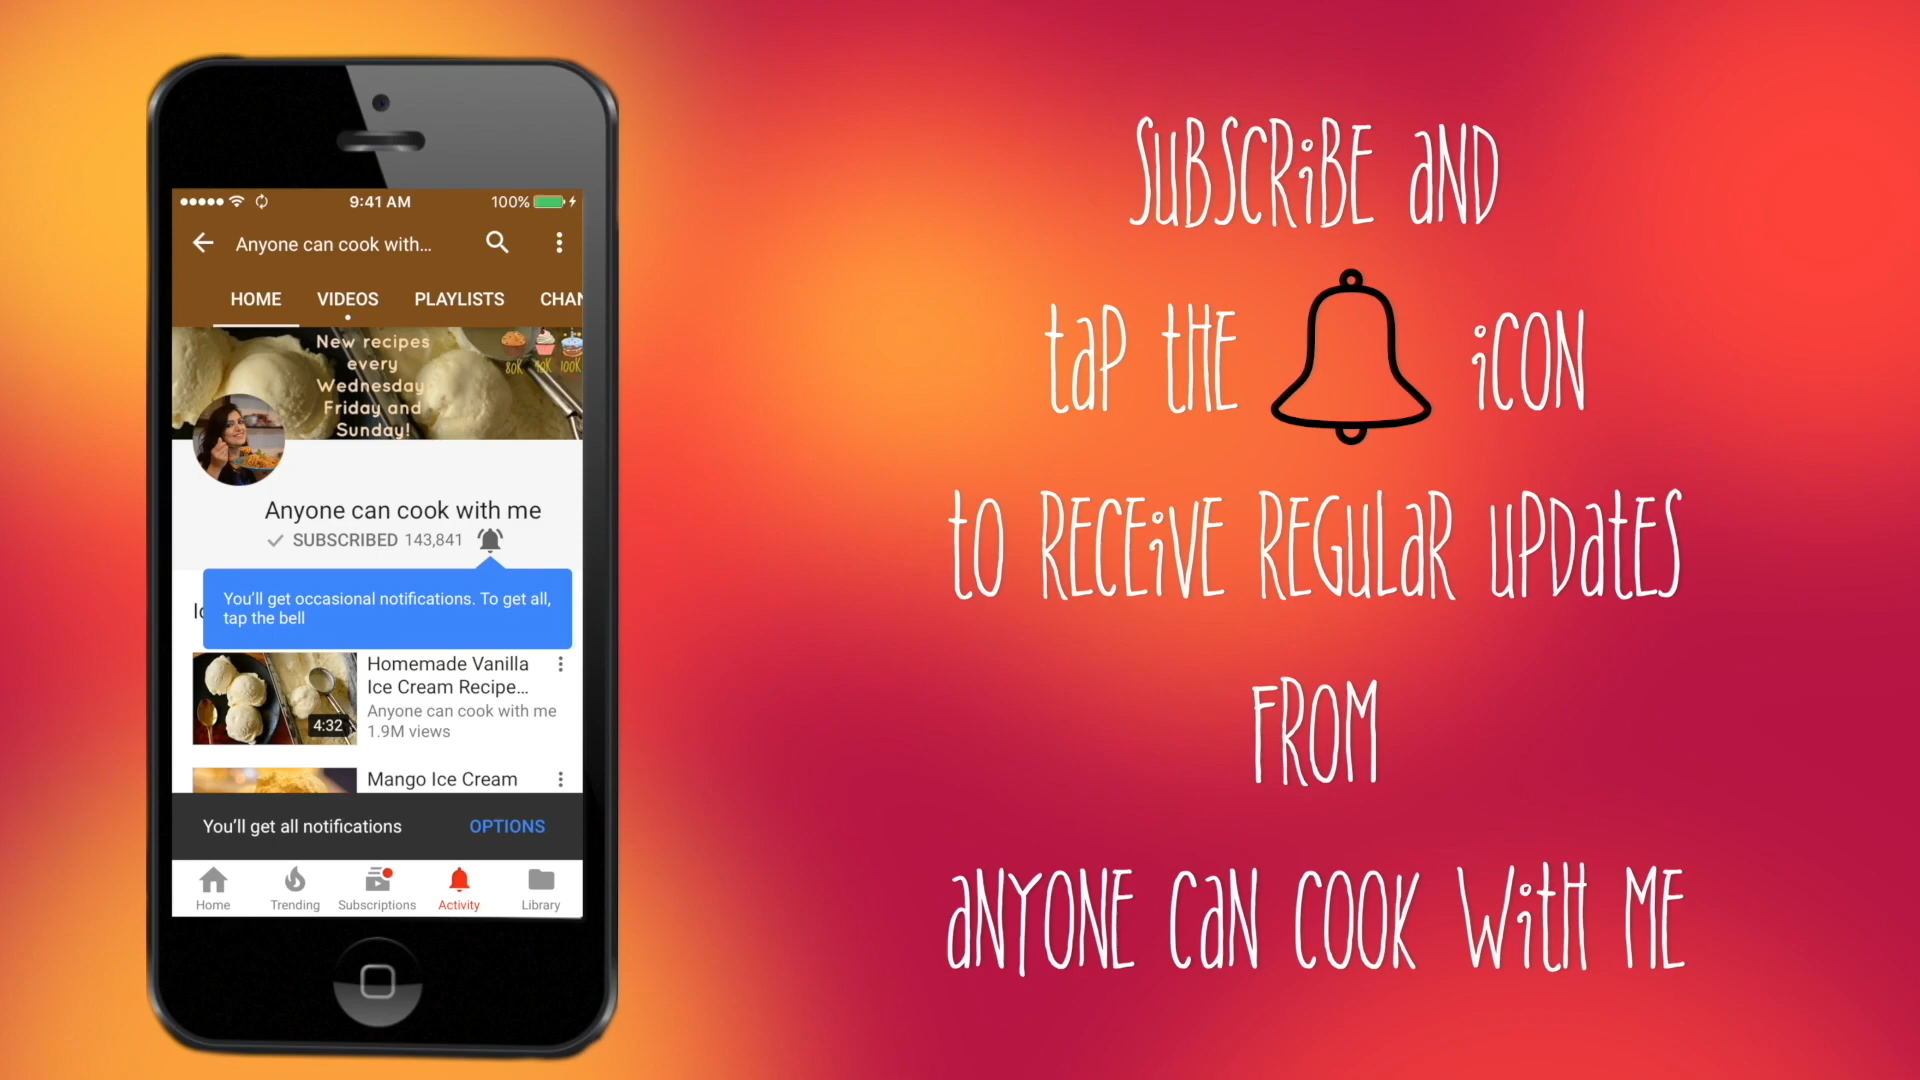 9:41 AM
100%
Anyone can cook with...
HOME VIDEOS PLAYLISTS CHAN
New recipes
every
Wednesday,
Friday and
Sunday!
80K 90K 100K
Anyone can cook with me
SUBSCRIBED 143,841
You'll get occasional notifications. To get all,
tap the bell
Homemade Vanilla
Ice Cream Recipe...
Anyone can cook with me
1.9M views
4:32
Mango Ice Cream
You'll get all notifications OPTIONS
Home Trending Subscriptions Activity Library
SUBSCRiBE aND
taP tHE iCON
tO RECEiVE REGULaR UPDatES
FROM
aNYONE CaN COOK WitH ME